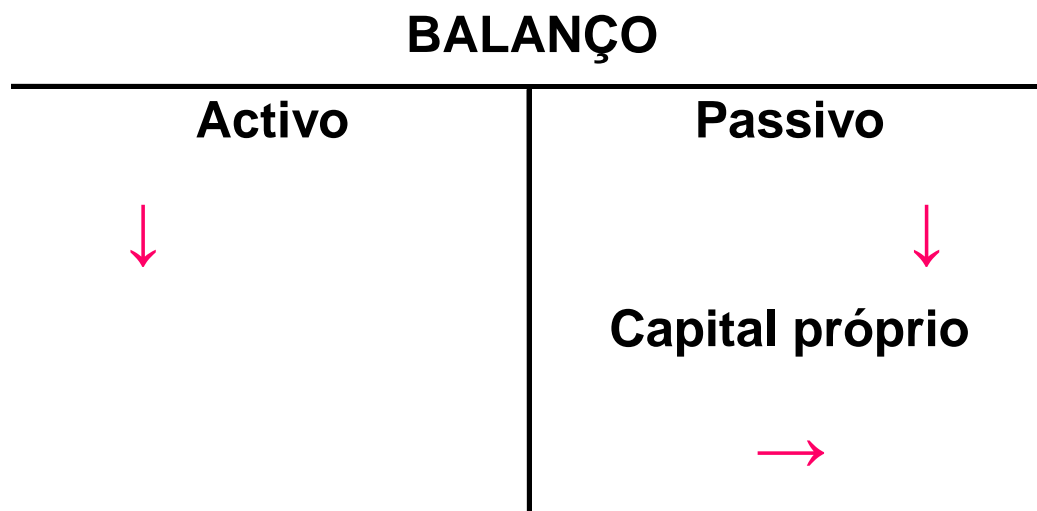 BALANÇO
Activo
Passivo
↓
↓
Capital próprio
→